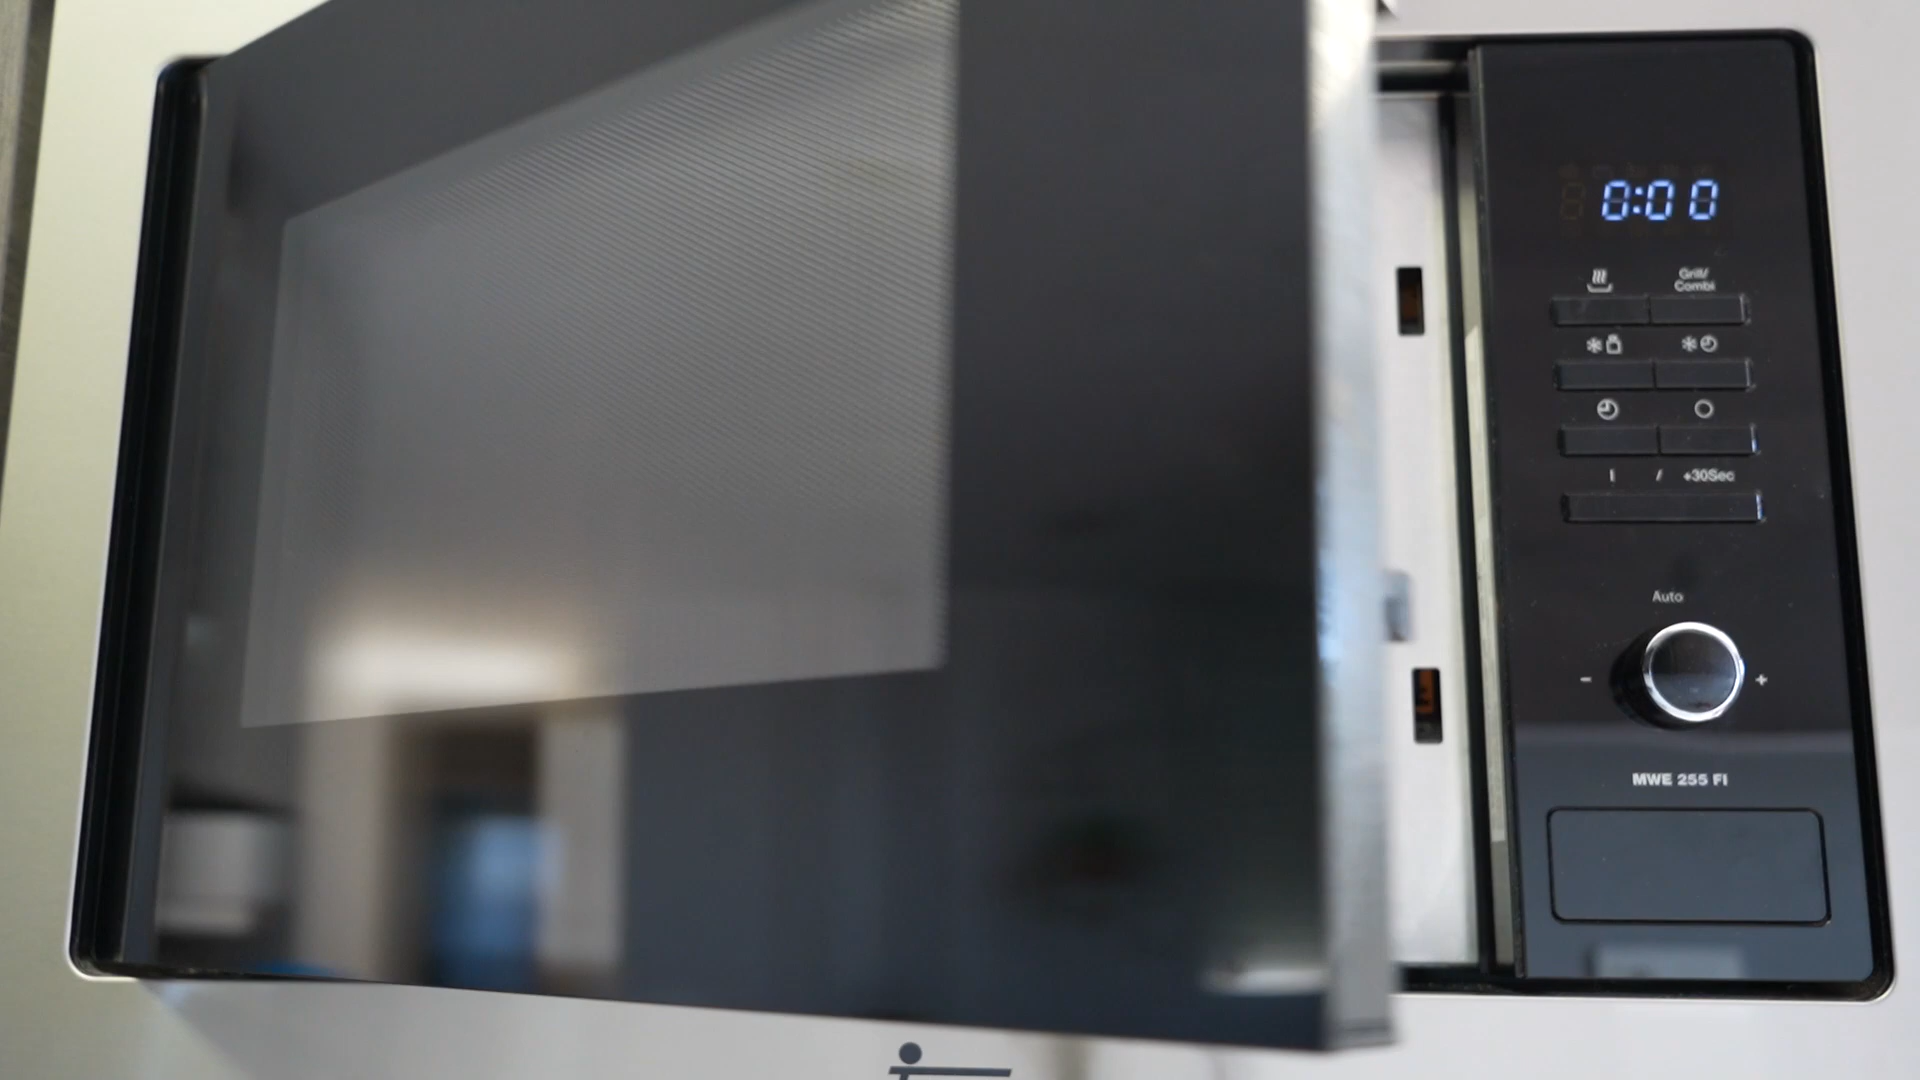 0:00
Grill/
Combi
I / +30Sec
Auto
- +
MWE 255 FI